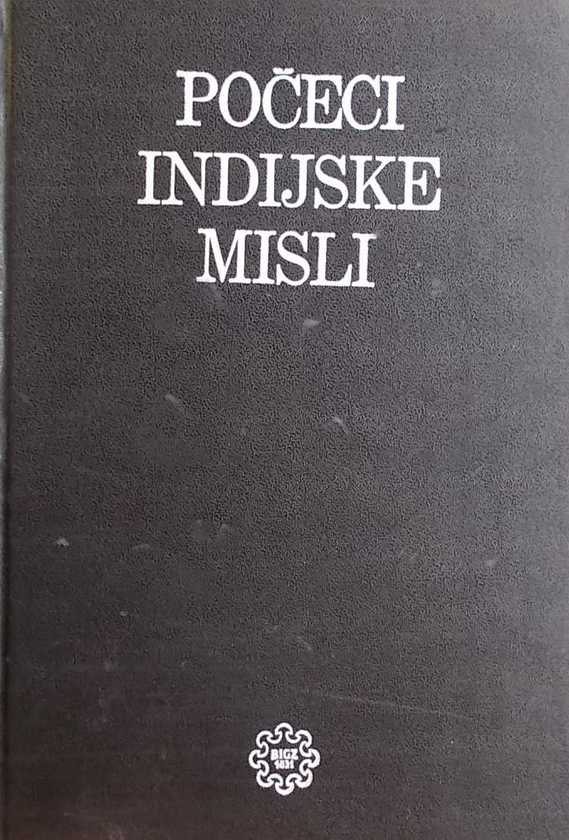 POČECI
INDIJSKE
MISLI
BIGZ
1831